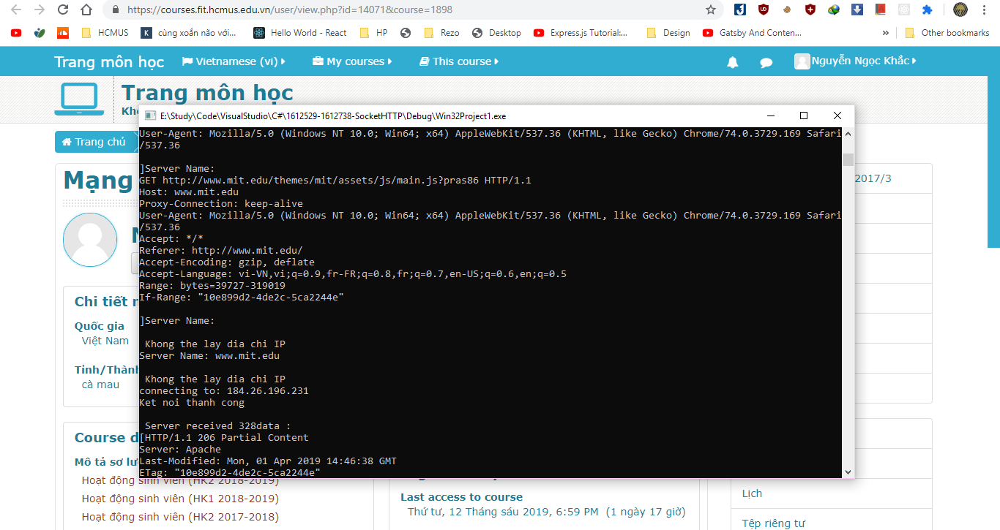 https://courses.fit.hcmus.edu.vn/user/view.php?id=14071&course=1898
HCMUS
cùng xoắn não với...
Hello World - React
HP
Rezo
Desktop
Express.js Tutorial:...
Design
Gatsby And Conten...
»
Other bookmarks
Trang môn học
Vietnamese (vi)
My courses
This course
Nguyễn Ngọc Khắc
Trang môn học
E:\Study\Code\VisualStudio\C#\1612529-1612738-SocketHTTP\Debug\Win32Project1.exe
User-Agent: Mozilla/5.0 (Windows NT 10.0; Win64; x64) AppleWebKit/537.36 (KHTML, like Gecko) Chrome/74.0.3729.169 Safari
/537.36
]Server Name:
GET http://www.mit.edu/themes/mit/assets/js/main.js?pras86 HTTP/1.1
Host: www.mit.edu
Proxy-Connection: keep-alive
User-Agent: Mozilla/5.0 (Windows NT 10.0; Win64; x64) AppleWebKit/537.36 (KHTML, like Gecko) Chrome/74.0.3729.169 Safari
/537.36
Accept: */*
Referer: http://www.mit.edu/
Accept-Encoding: gzip, deflate
Accept-Language: vi-VN,vi;q=0.9,fr-FR;q=0.8,fr;q=0.7,en-US;q=0.6,en;q=0.5
Range: bytes=39727-319019
If-Range: "10e899d2-4de2c-5ca2244e"
]Server Name:
Khong the lay dia chi IP
Server Name: www.mit.edu
Khong the lay dia chi IP
connecting to: 184.26.196.231
Ket noi thanh cong
Server received 328data :
[HTTP/1.1 206 Partial Content
Server: Apache
Last-Modified: Mon, 01 Apr 2019 14:46:38 GMT
ETag: "10e899d2-4de2c-5ca2244e"
Trang chủ
Mạng
2017/3
Chi tiết
Quốc gia
Việt Nam
Tỉnh/Thành
cà mau
Course
Mô tả sơ
Hoạt động sinh viên (HK2 2018-2019)
Hoạt động sinh viên (HK1 2018-2019)
Hoạt động sinh viên (HK2 2017-2018)
Last access to course
Thứ tư, 12 Tháng sáu 2019, 6:59 PM (1 ngày 17 giờ)
Lịch
Tệp riêng tư